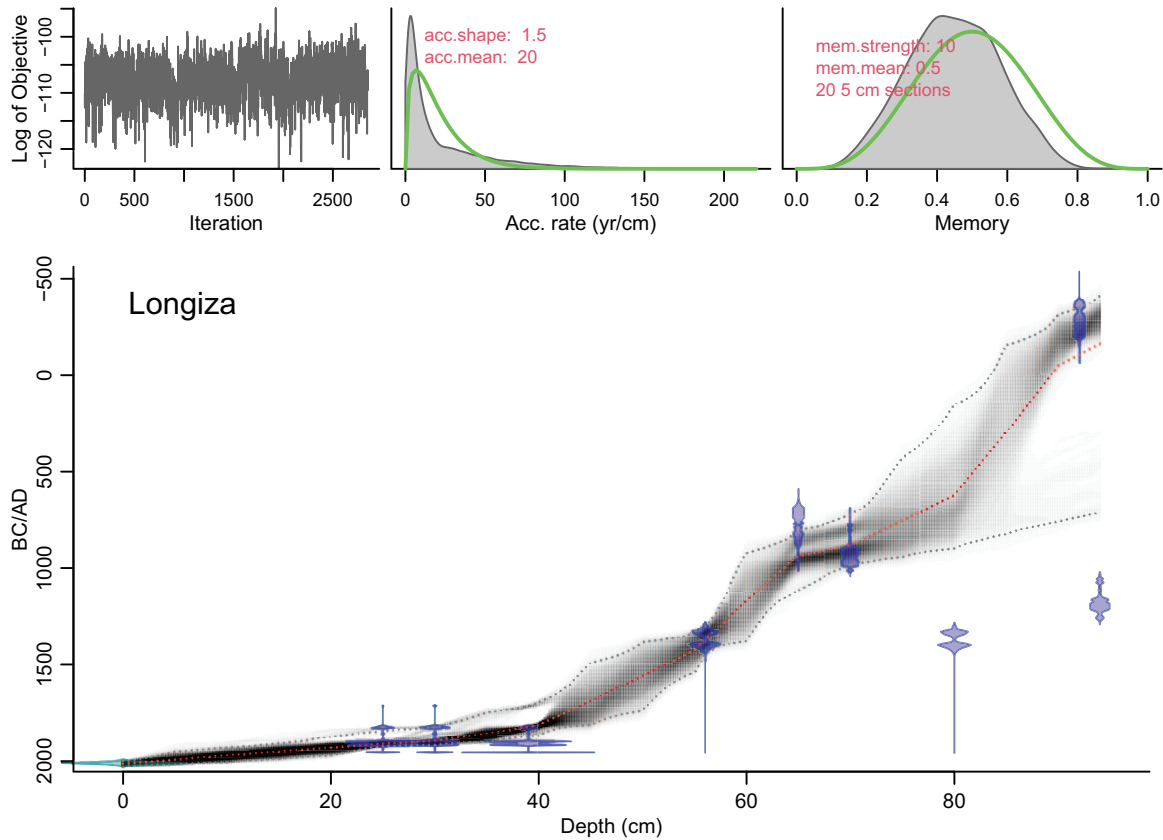 Log of Objective
-100
-110
-120
0
500
1500
2500
Iteration
acc.shape: 1.5
acc.mean: 20
0
50
100
150
200
Acc. rate (yr/cm)
mem.strength: 10
mem.mean: 0.5
20 5 cm sections
0.0
0.2
0.4
0.6
0.8
1.0
Memory
Longiza
BC/AD
-500
0
500
1000
1500
2000
0
20
40
60
80
Depth (cm)